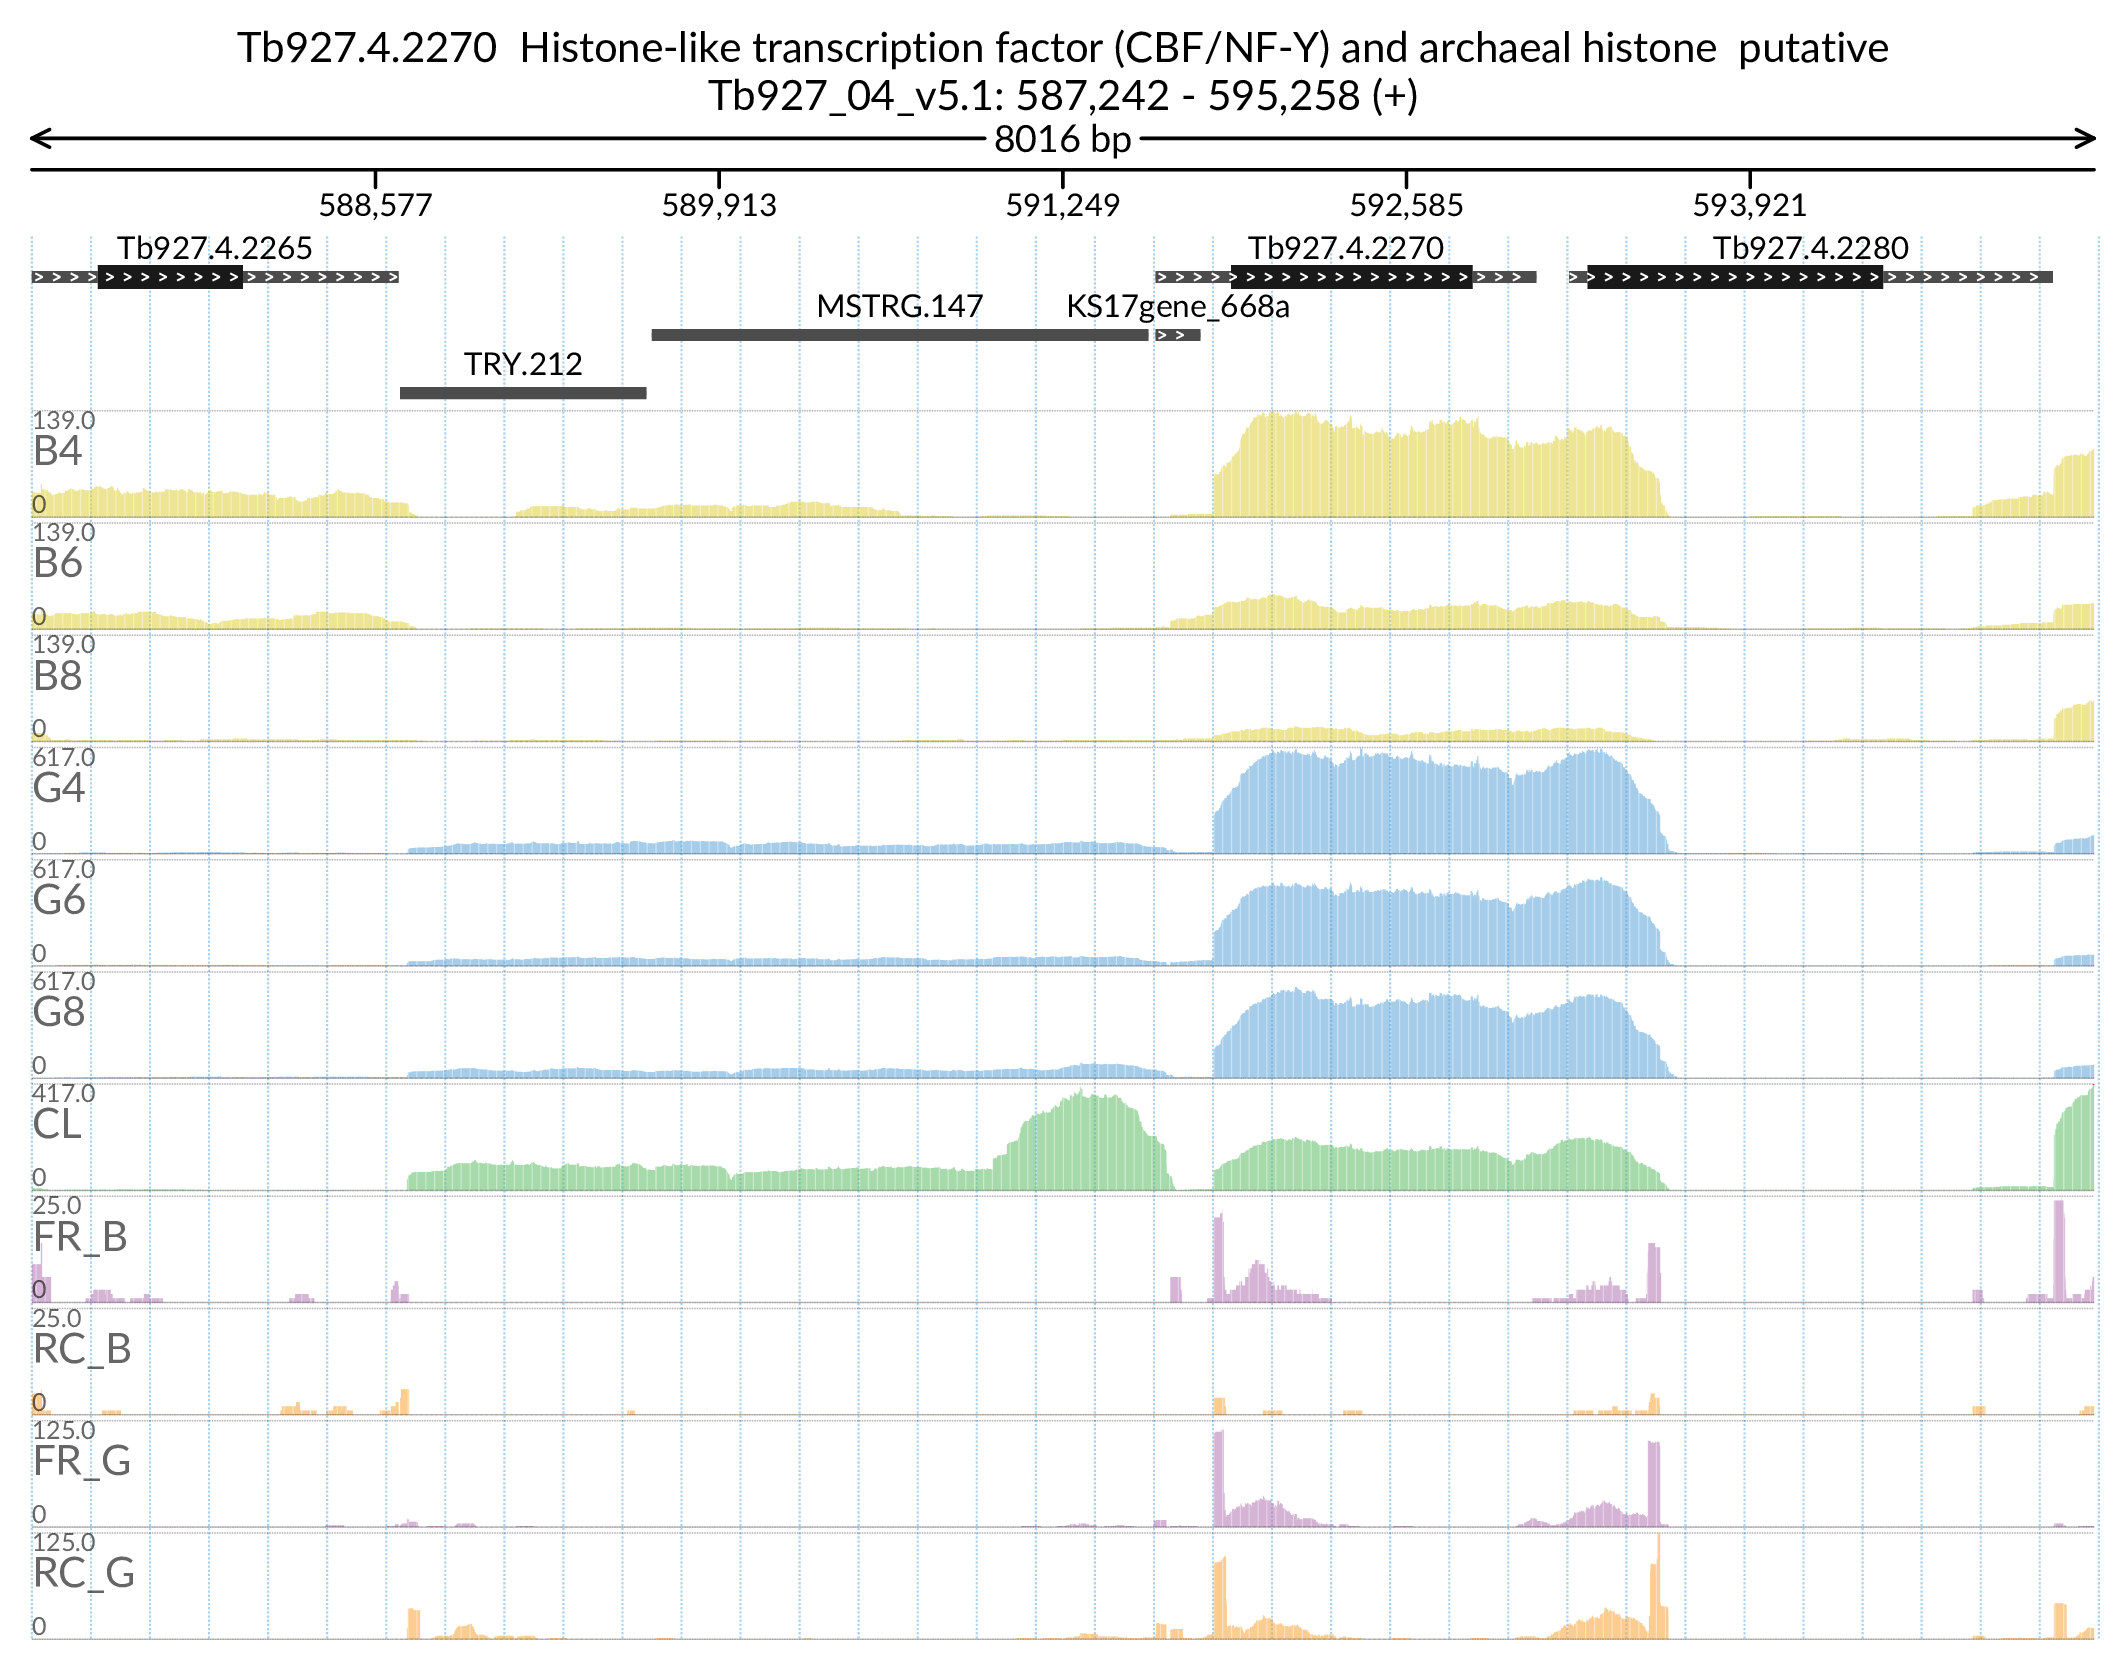 Tb927.4.2270  Histone-like transcription factor (CBF/NF-Y) and archaeal histone  putative
Tb927_04_v5.1: 587,242 - 595,258 (+)
8016 bp
588,577 589,913 591,249 592,585 593,921
Tb927.4.2265 Tb927.4.2270 Tb927.4.2280
MSTRG.147 KS17gene_668a
TRY.212
139.0
B4
0
139.0
B6
0
139.0
B8
0
617.0
G4
0
617.0
G6
0
617.0
G8
0
417.0
CL
0
25.0
FR_B
0
25.0
RC_B
0
125.0
FR_G
0
125.0
RC_G
0